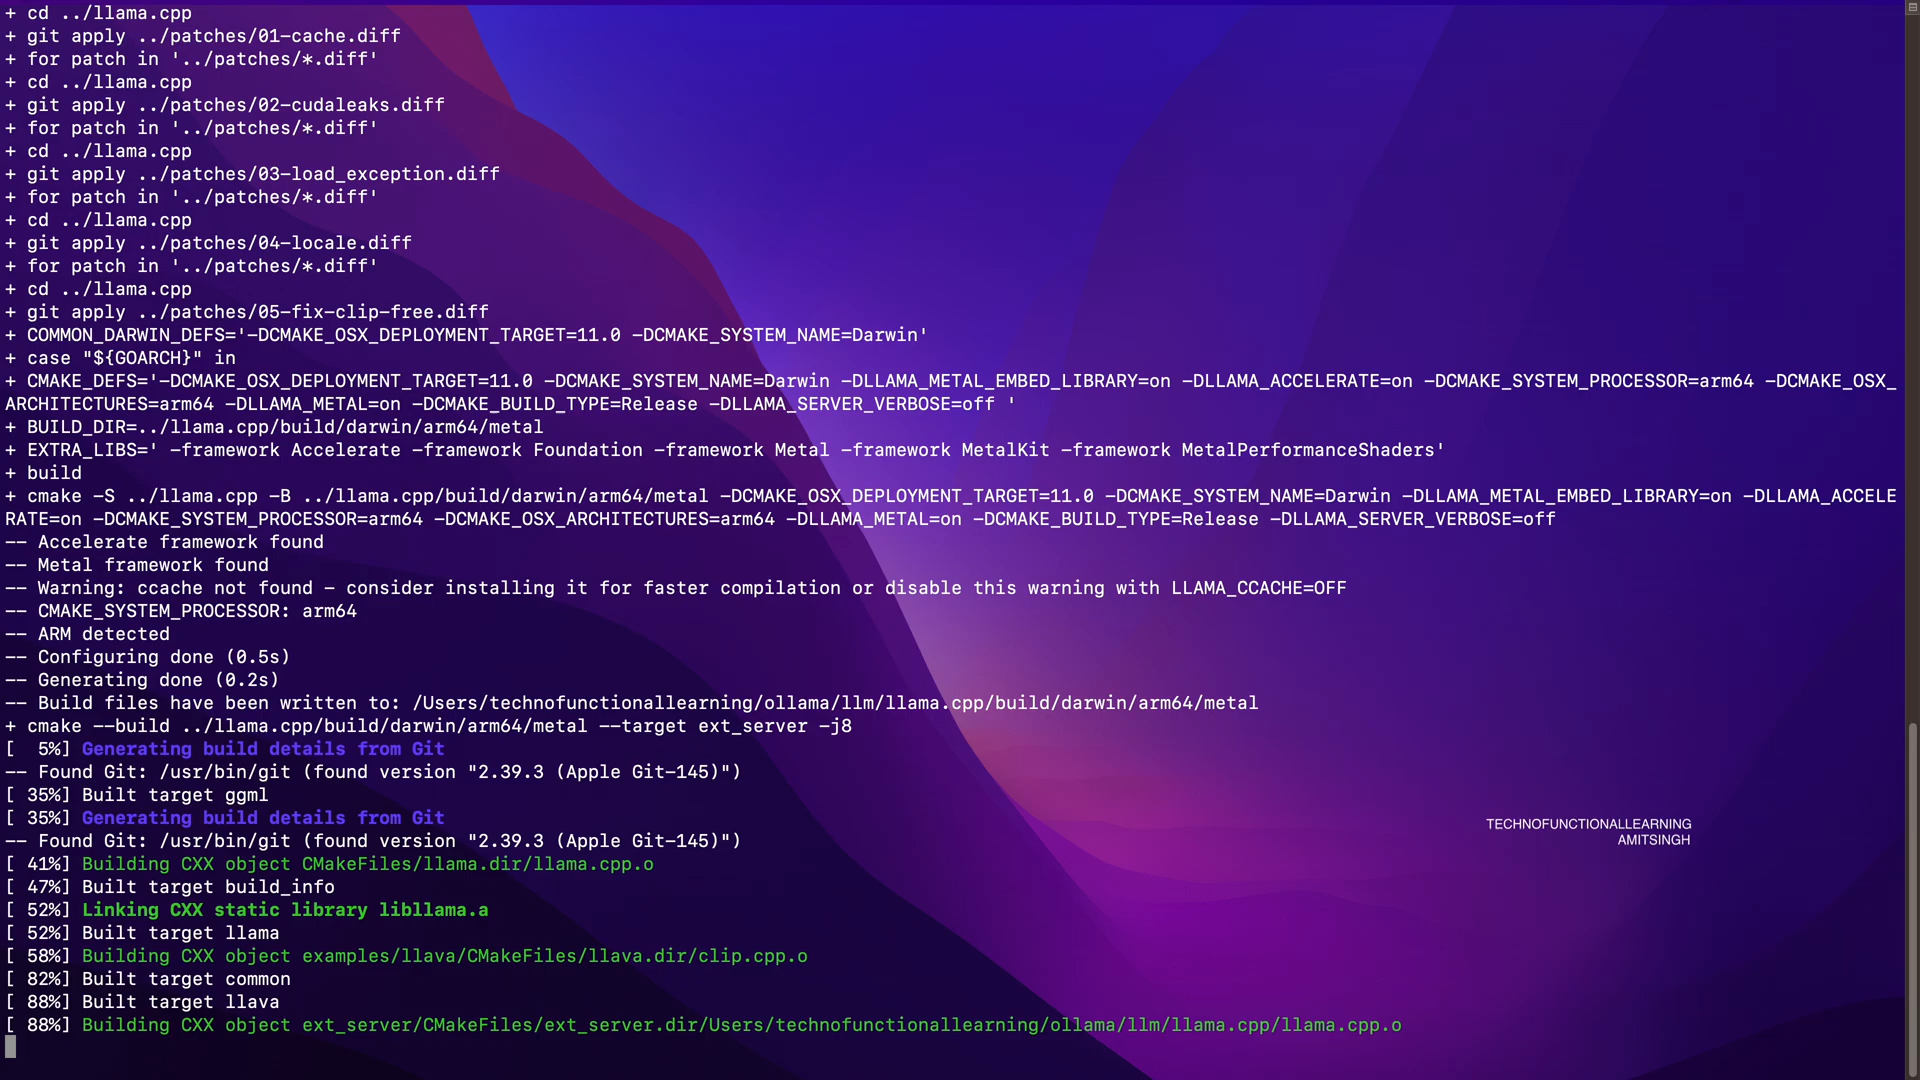 + cd ../llama.cpp
+ git apply ../patches/01-cache.diff
+ for patch in '../patches/*.diff'
+ cd ../llama.cpp
+ git apply ../patches/02-cudaleaks.diff
+ for patch in '../patches/*.diff'
+ cd ../llama.cpp
+ git apply ../patches/03-load_exception.diff
+ for patch in '../patches/*.diff'
+ cd ../llama.cpp
+ git apply ../patches/04-locale.diff
+ for patch in '../patches/*.diff'
+ cd ../llama.cpp
+ git apply ../patches/05-fix-clip-free.diff
+ COMMON_DARWIN_DEFS='-DCMAKE_OSX_DEPLOYMENT_TARGET=11.0 -DCMAKE_SYSTEM_NAME=Darwin'
+ case "${GOARCH}" in
+ CMAKE_DEFS='-DCMAKE_OSX_DEPLOYMENT_TARGET=11.0 -DCMAKE_SYSTEM_NAME=Darwin -DLLAMA_METAL_EMBED_LIBRARY=on -DLLAMA_ACCELERATE=on -DCMAKE_SYSTEM_PROCESSOR=arm64 -DCMAKE_OSX_
ARCHITECTURES=arm64 -DLLAMA_METAL=on -DCMAKE_BUILD_TYPE=Release -DLLAMA_SERVER_VERBOSE=off '
+ BUILD_DIR=../llama.cpp/build/darwin/arm64/metal
+ EXTRA_LIBS=' -framework Accelerate -framework Foundation -framework Metal -framework MetalKit -framework MetalPerformanceShaders'
+ build
+ cmake -S ../llama.cpp -B ../llama.cpp/build/darwin/arm64/metal -DCMAKE_OSX_DEPLOYMENT_TARGET=11.0 -DCMAKE_SYSTEM_NAME=Darwin -DLLAMA_METAL_EMBED_LIBRARY=on -DLLAMA_ACCELE
RATE=on -DCMAKE_SYSTEM_PROCESSOR=arm64 -DCMAKE_OSX_ARCHITECTURES=arm64 -DLLAMA_METAL=on -DCMAKE_BUILD_TYPE=Release -DLLAMA_SERVER_VERBOSE=off
-- Accelerate framework found
-- Metal framework found
-- Warning: ccache not found - consider installing it for faster compilation or disable this warning with LLAMA_CCACHE=OFF
-- CMAKE_SYSTEM_PROCESSOR: arm64
-- ARM detected
-- Configuring done (0.5s)
-- Generating done (0.2s)
-- Build files have been written to: /Users/technofunctionallearning/ollama/llm/llama.cpp/build/darwin/arm64/metal
+ cmake --build ../llama.cpp/build/darwin/arm64/metal --target ext_server -j8
[  5%] Generating build details from Git
-- Found Git: /usr/bin/git (found version "2.39.3 (Apple Git-145)")
[ 35%] Built target ggml
[ 35%] Generating build details from Git
-- Found Git: /usr/bin/git (found version "2.39.3 (Apple Git-145)")
[ 41%] Building CXX object CMakeFiles/llama.dir/llama.cpp.o
[ 47%] Built target build_info
[ 52%] Linking CXX static library libllama.a
[ 52%] Built target llama
[ 58%] Building CXX object examples/llava/CMakeFiles/llava.dir/clip.cpp.o
[ 82%] Built target common
[ 88%] Built target llava
[ 88%] Building CXX object ext_server/CMakeFiles/ext_server.dir/Users/technofunctionallearning/ollama/llm/llama.cpp/llama.cpp.o
TECHNOFUNCTIONALLEARNING
AMITSINGH